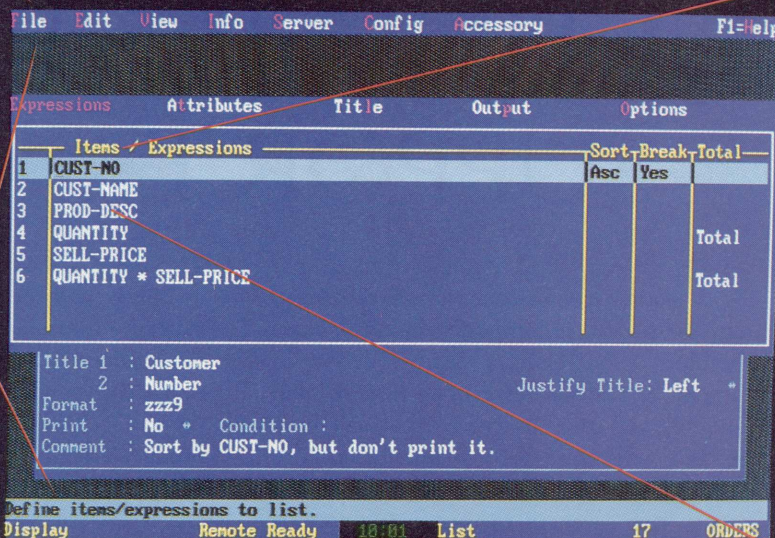 File Edit View Info Server Config Accessory F1=Help
Expressions Attributes Title Output Options
Items / Expressions Sort Break Total
1 CUST-NO Asc Yes
2 CUST-NAME
3 PROD-DESC
4 QUANTITY Total
5 SELL-PRICE
6 QUANTITY * SELL-PRICE Total
Title 1 : Customer
2 : Number Justify Title: Left
Format : zzz9
Print : No Condition :
Comment : Sort by CUST-NO, but don't print it.
Define items/expressions to list.
Display Remote Ready 10:01 List 17 ORDERS